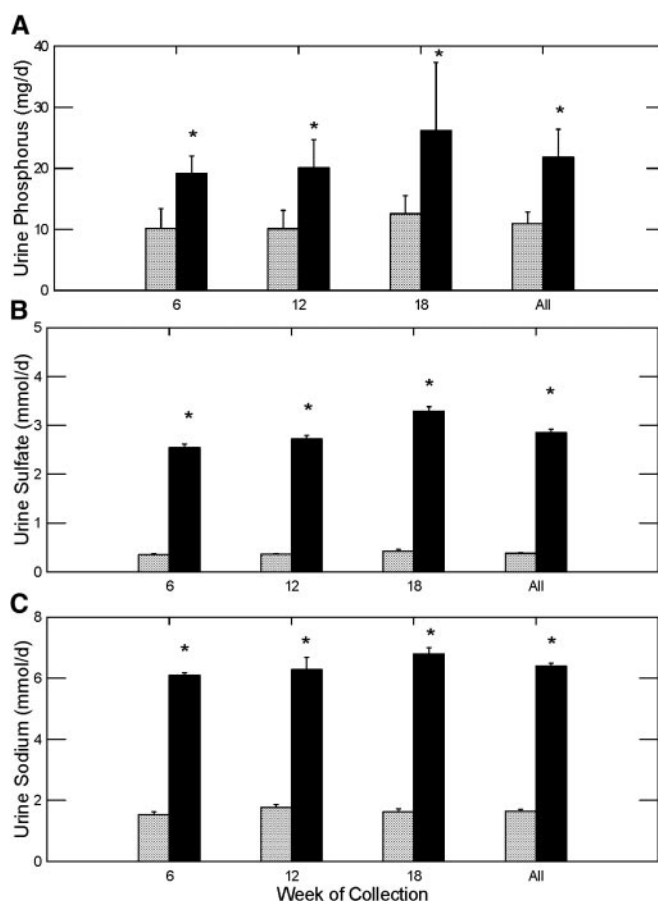 A
Urine Phosphorus (mg/d)
40
30
20
10
0
* * * *
6 12 18 All
B
Urine Sulfate (mmol/d)
5
4
3
2
1
0
* * * *
6 12 18 All
C
Urine Sodium (mmol/d)
8
6
4
2
0
* * * *
6 12 18 All
Week of Collection